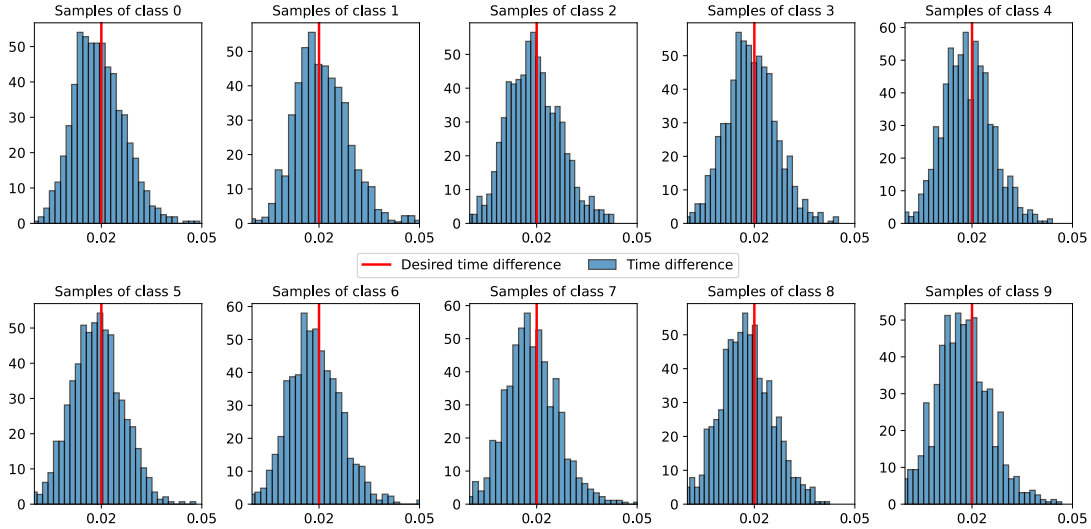 Samples of class 0 Samples of class 1 Samples of class 2 Samples of class 3 Samples of class 4
50 50 50 50 60
40 40 40 40 50
30 30 30 30 40
20 20 20 20 30
10 10 10 10 20
0 0 0 0 10
0
0.02 0.05 0.02 0.05 0.02 0.05 0.02 0.05 0.02 0.05
Desired time difference Time difference
Samples of class 5 Samples of class 6 Samples of class 7 Samples of class 8 Samples of class 9
50 60 60 50 50
40 50 50 40 40
30 40 40 30 30
20 30 30 20 20
10 20 20 10 10
0 10 10 0 0
0 0
0.02 0.05 0.02 0.05 0.02 0.05 0.02 0.05 0.02 0.05